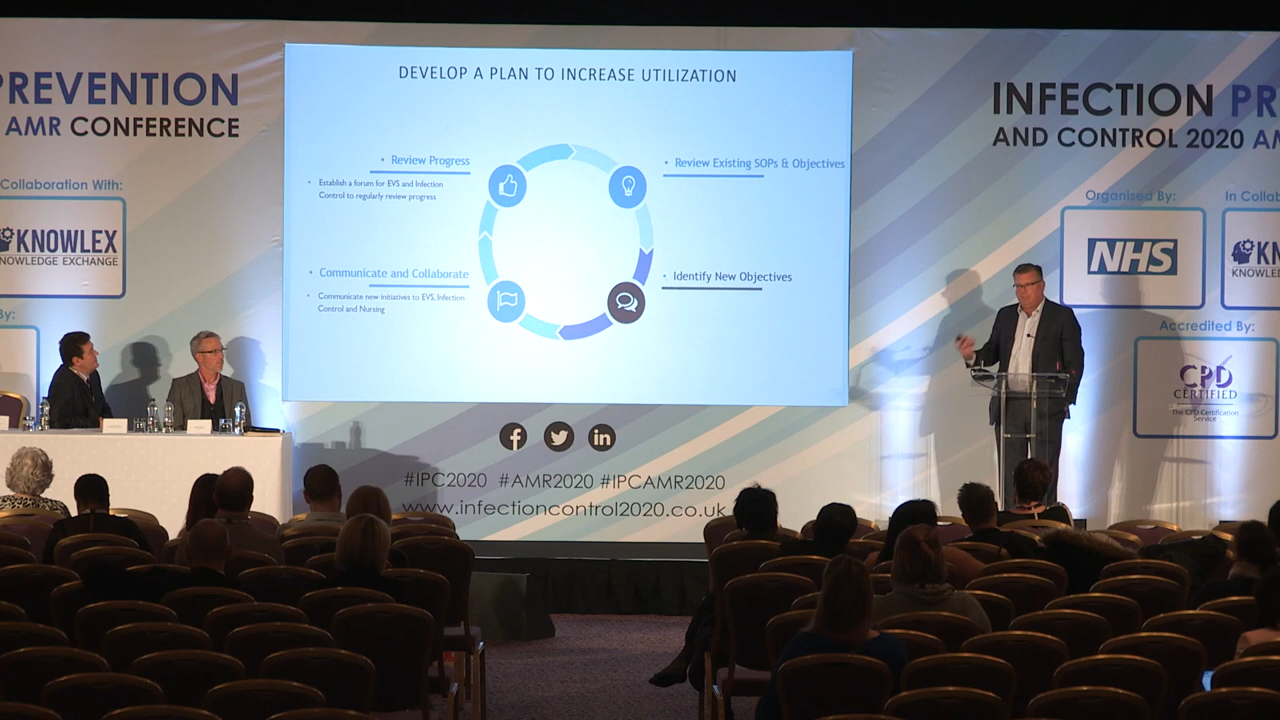 PREVENTION
AMR CONFERENCE
Collaboration With:
KNOWLEX
KNOWLEDGE EXCHANGE
By:
DEVELOP A PLAN TO INCREASE UTILIZATION
• Review Progress
• Establish a forum for EVS and Infection
Control to regularly review progress
• Review Existing SOPs & Objectives
• Communicate and Collaborate
• Communicate new initiatives to EVS, Infection
Control and Nursing
• Identify New Objectives
#IPC2020 #AMR2020 #IPCAMR2020
www.infectioncontrol2020.co.uk
INFECTION PR
AND CONTROL 2020 A
Organised By:
In Collab
NHS
KN
KNOWLE
Accredited By:
CPD
CERTIFIED
The CPD Certification
Service